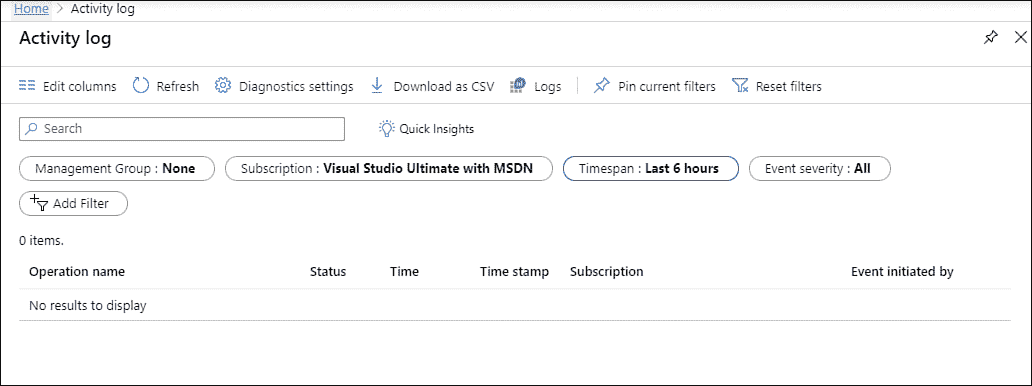 Home > Activity log
Activity log
Edit columns Refresh Diagnostics settings Download as CSV Logs Pin current filters Reset filters
Search Quick Insights
Management Group : None Subscription : Visual Studio Ultimate with MSDN Timespan : Last 6 hours Event severity : All
Add Filter
0 items.
Operation name Status Time Time stamp Subscription Event initiated by
No results to display